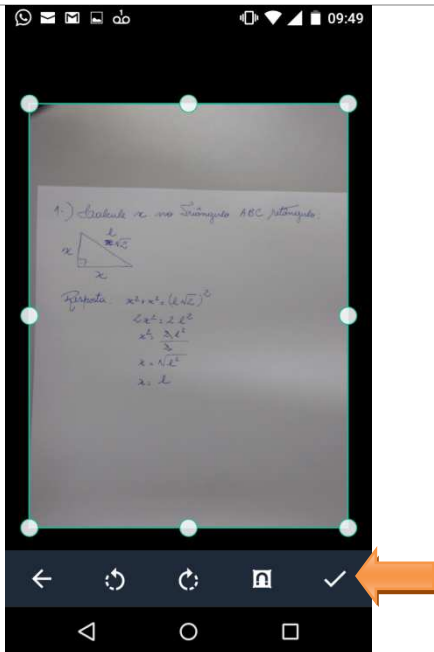 09:49
1-) Calcule x no Triângulo ABC retângulo.
l
x √2
x
Resposta x²+x²=(l√2)²
2x²=2l²
x²=2l²
2
x=√l²
x=l